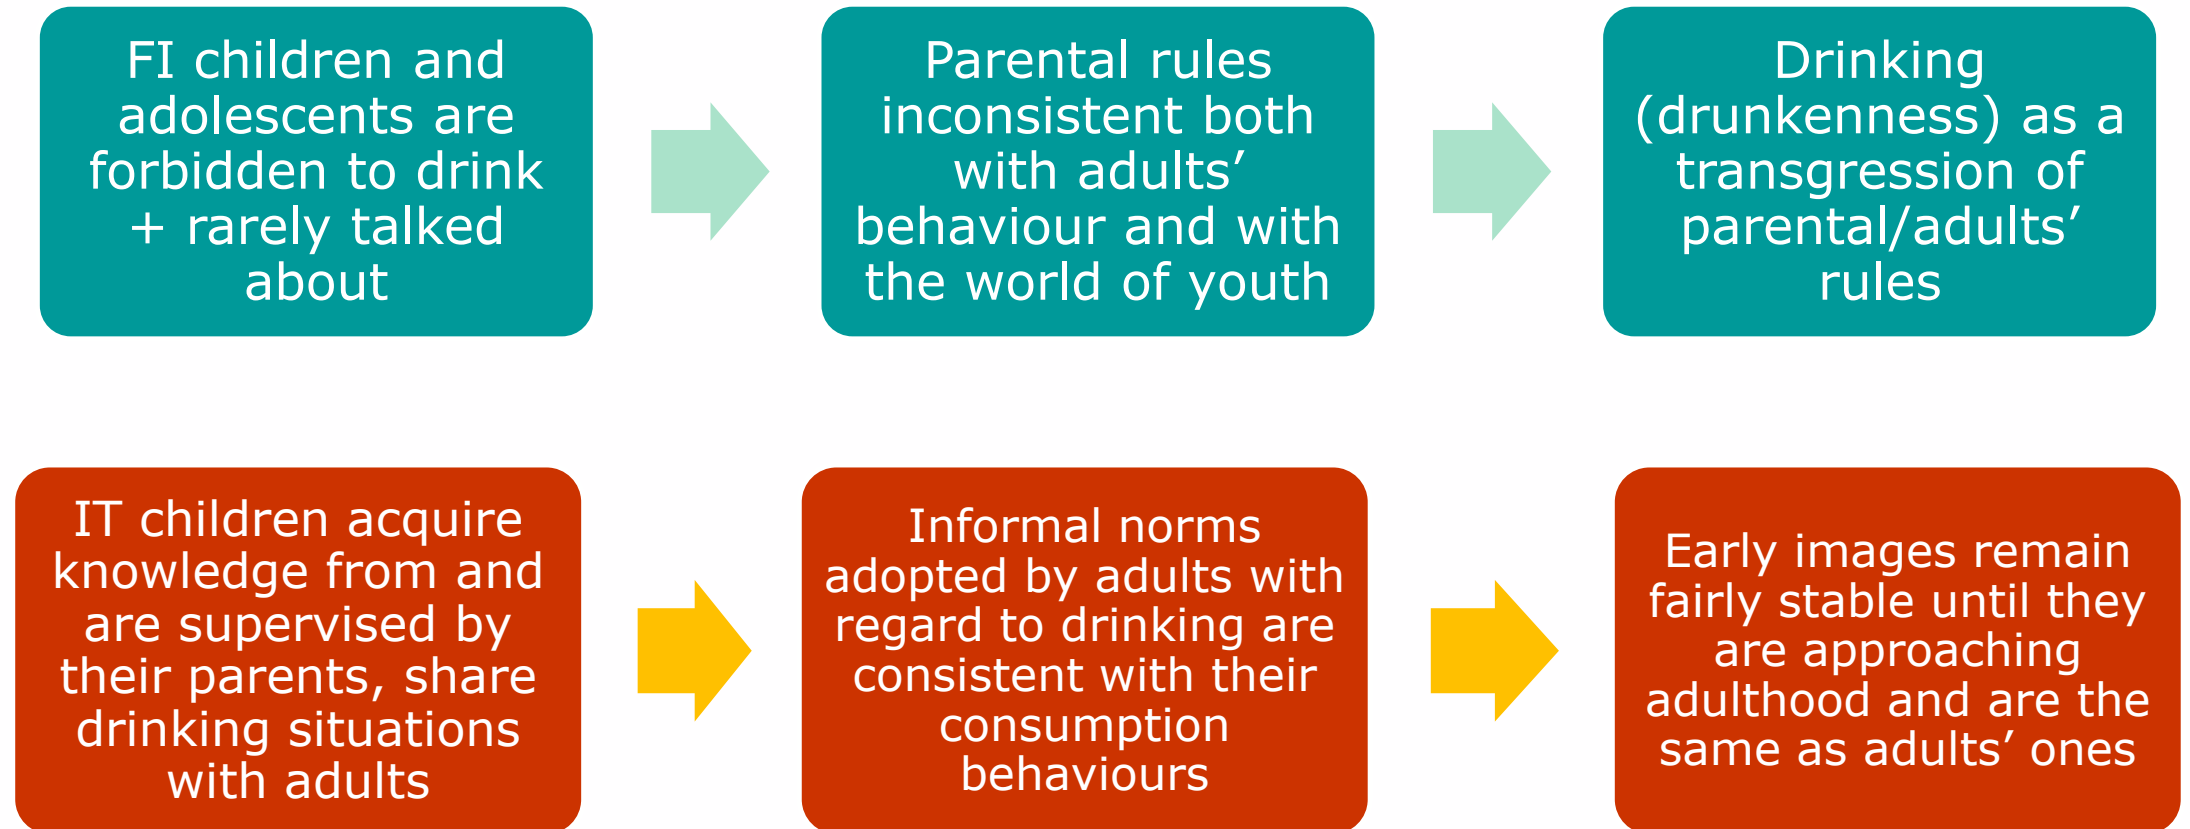 FI children and
adolescents are
forbidden to drink
+ rarely talked
about
Parental rules
inconsistent both
with adults’
behaviour and with
the world of youth
Drinking
(drunkenness) as a
transgression of
parental/adults’
rules
IT children acquire
knowledge from and
are supervised by
their parents, share
drinking situations
with adults
Informal norms
adopted by adults with
regard to drinking are
consistent with their
consumption
behaviours
Early images remain
fairly stable until they
are approaching
adulthood and are the
same as adults’ ones